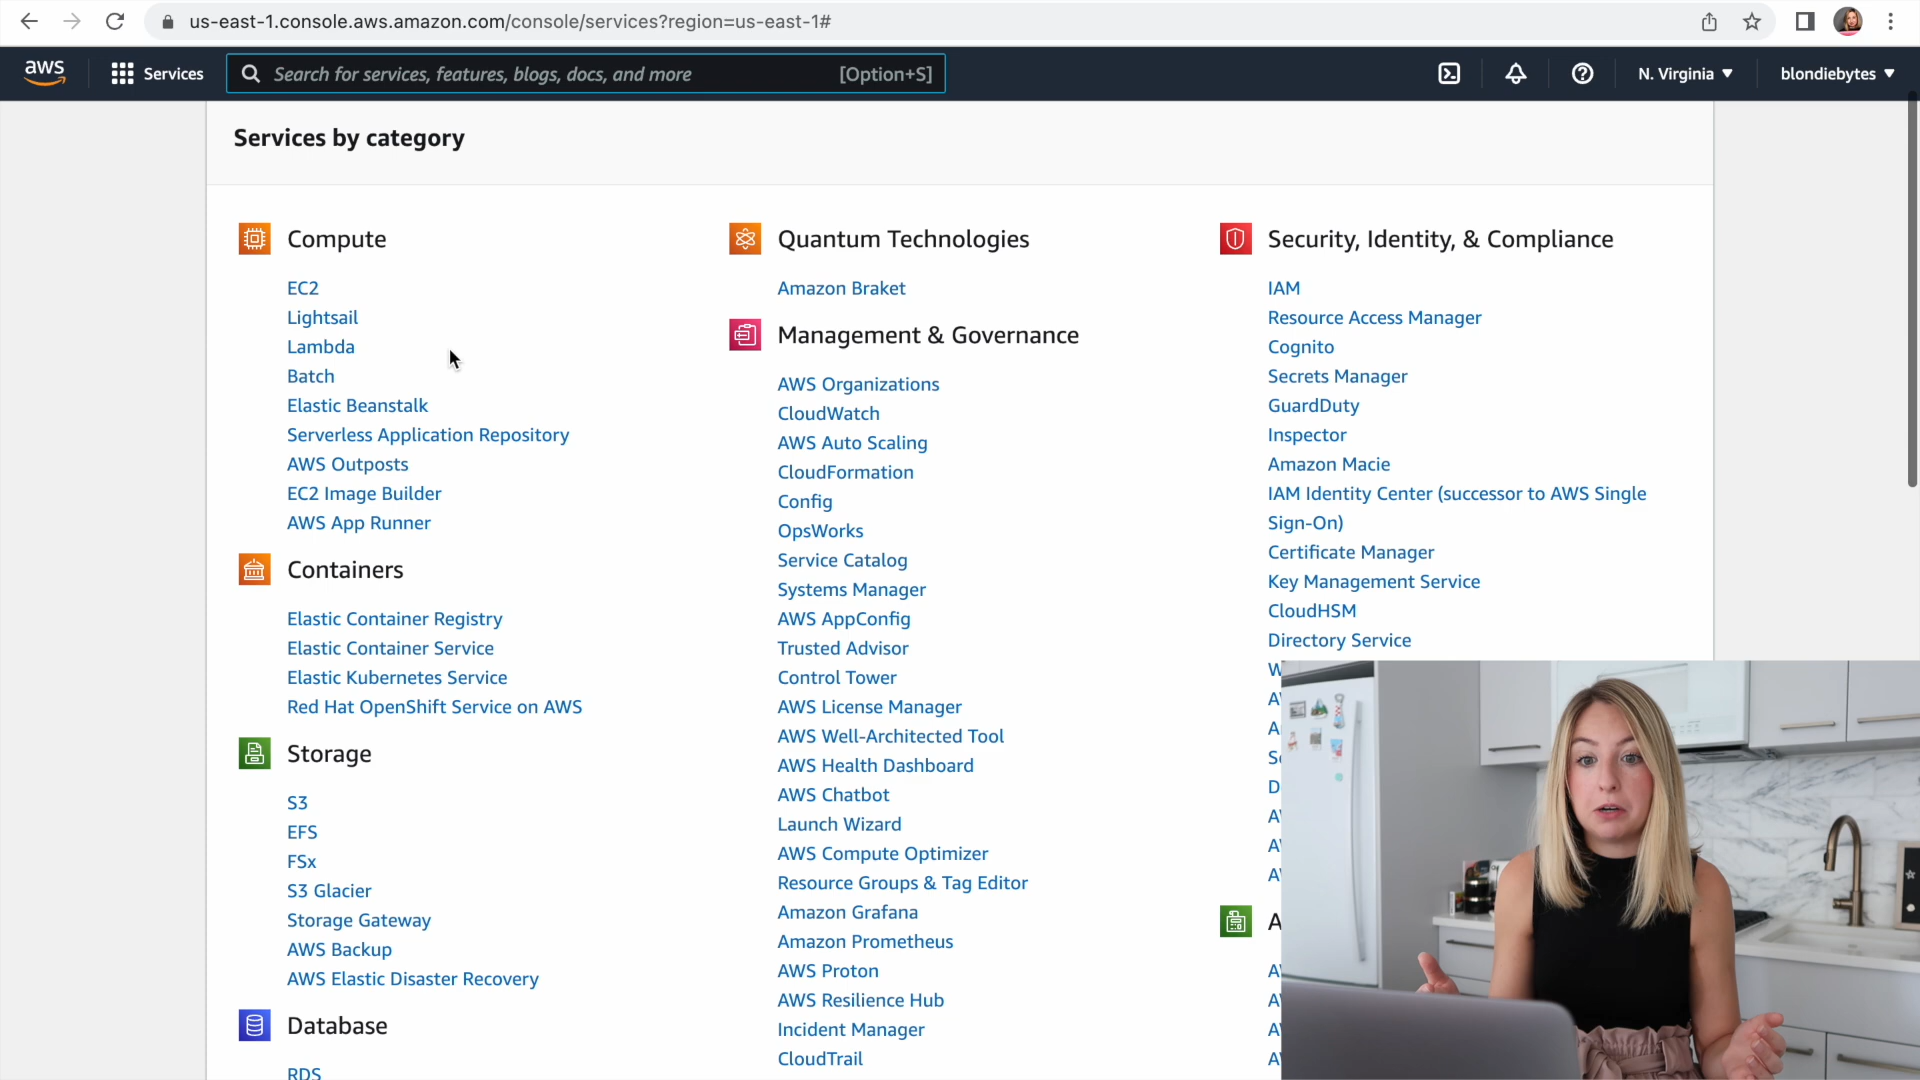 us-east-1.console.aws.amazon.com/console/services?region=us-east-1#
aws
Services
Search for services, features, blogs, docs, and more
[Option+S]
N. Virginia
blondiebytes
Services by category
Compute
EC2
Lightsail
Lambda
Batch
Elastic Beanstalk
Serverless Application Repository
AWS Outposts
EC2 Image Builder
AWS App Runner
Containers
Elastic Container Registry
Elastic Container Service
Elastic Kubernetes Service
Red Hat OpenShift Service on AWS
Storage
S3
EFS
FSx
S3 Glacier
Storage Gateway
AWS Backup
AWS Elastic Disaster Recovery
Database
RDS
Quantum Technologies
Amazon Braket
Management & Governance
AWS Organizations
CloudWatch
AWS Auto Scaling
CloudFormation
Config
OpsWorks
Service Catalog
Systems Manager
AWS AppConfig
Trusted Advisor
Control Tower
AWS License Manager
AWS Well-Architected Tool
AWS Health Dashboard
AWS Chatbot
Launch Wizard
AWS Compute Optimizer
Resource Groups & Tag Editor
Amazon Grafana
Amazon Prometheus
AWS Proton
AWS Resilience Hub
Incident Manager
CloudTrail
Security, Identity, & Compliance
IAM
Resource Access Manager
Cognito
Secrets Manager
GuardDuty
Inspector
Amazon Macie
IAM Identity Center (successor to AWS Single
Sign-On)
Certificate Manager
Key Management Service
CloudHSM
Directory Service